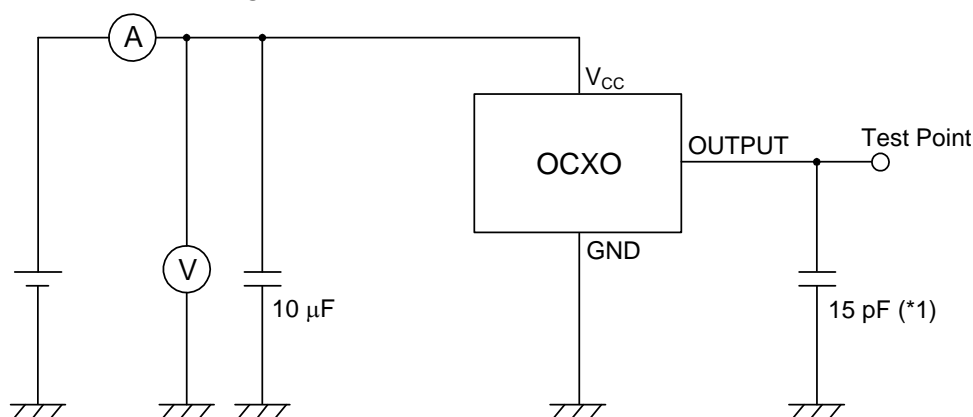 A
V
10 μF
V_CC
OCXO
OUTPUT
GND
Test Point
15 pF (*1)